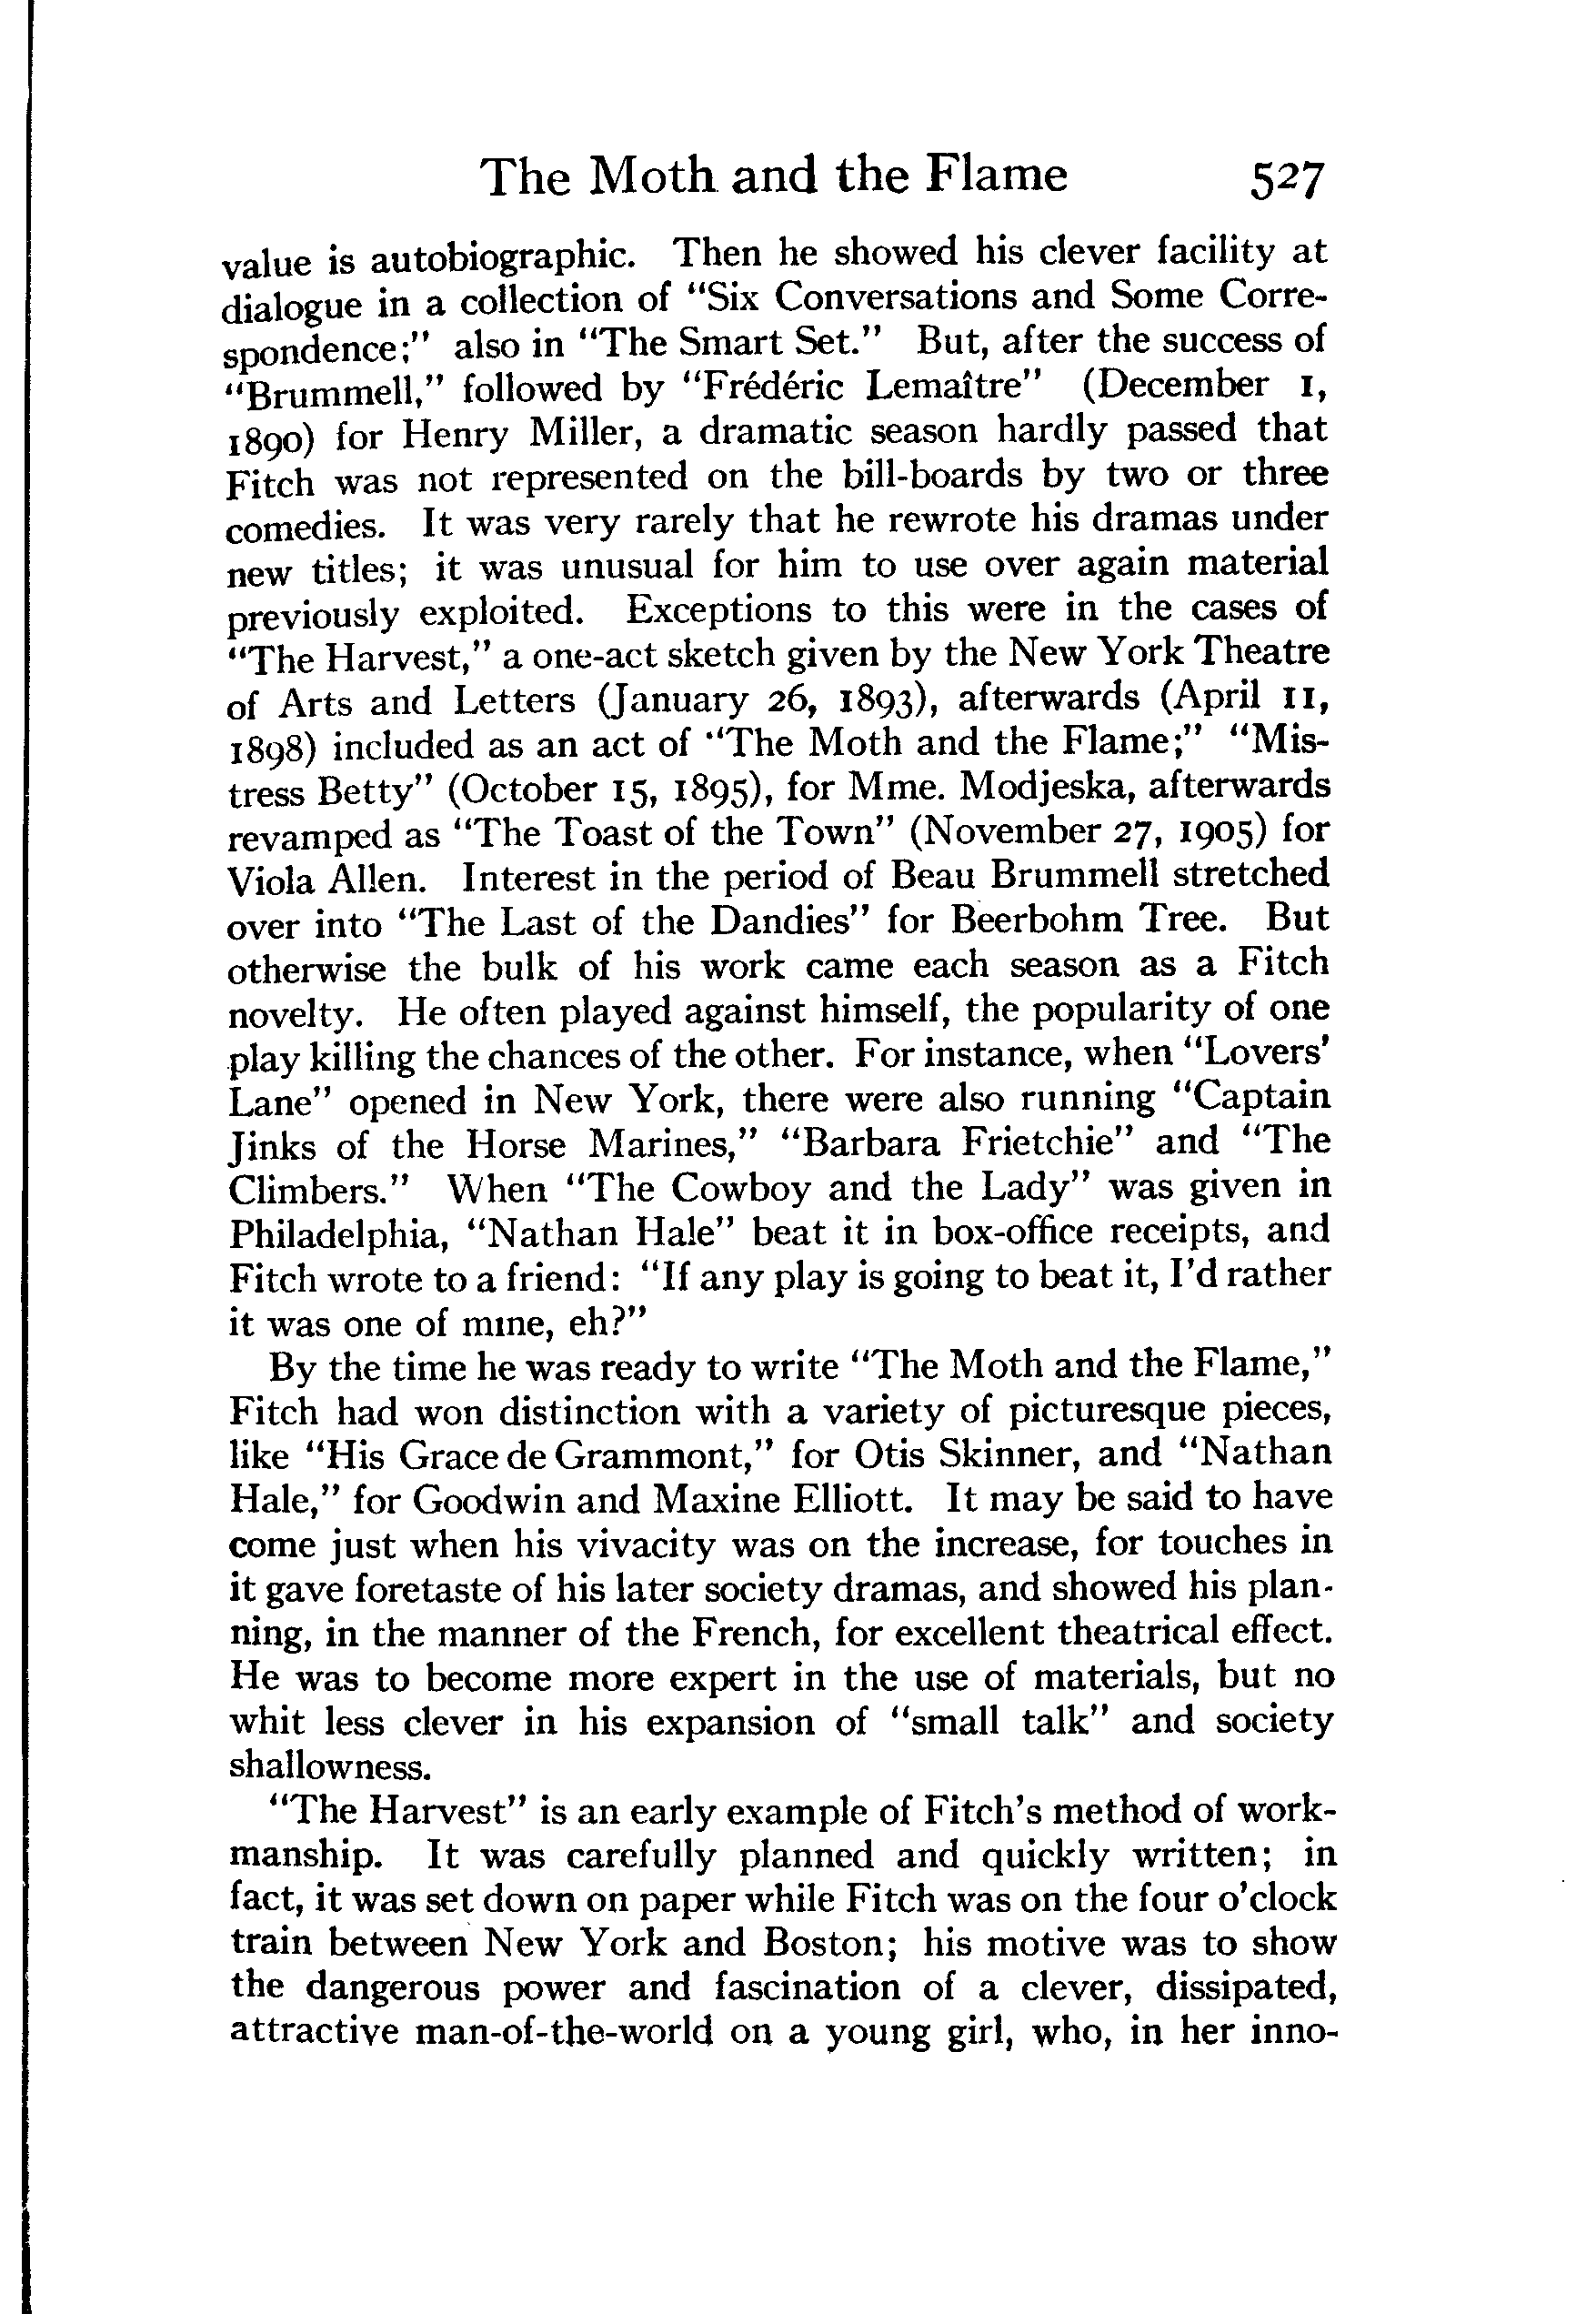 The Moth and the Flame 527
value is autobiographic. Then he showed his clever facility at
dialogue in a collection of "Six Conversations and Some Corre-
spondence;" also in "The Smart Set." But, after the success of
"Brummell," followed by "Frédéric Lemaître" (December 1,
1890) for Henry Miller, a dramatic season hardly passed that
Fitch was not represented on the bill-boards by two or three
comedies. It was very rarely that he rewrote his dramas under
new titles; it was unusual for him to use over again material
previously exploited. Exceptions to this were in the cases of
"The Harvest," a one-act sketch given by the New York Theatre
of Arts and Letters (January 26, 1893), afterwards (April 11,
1898) included as an act of "The Moth and the Flame;" "Mis-
tress Betty" (October 15, 1895), for Mme. Modjeska, afterwards
revamped as "The Toast of the Town" (November 27, 1905) for
Viola Allen. Interest in the period of Beau Brummell stretched
over into "The Last of the Dandies" for Beerbohm Tree. But
otherwise the bulk of his work came each season as a Fitch
novelty. He often played against himself, the popularity of one
play killing the chances of the other. For instance, when "Lovers'
Lane" opened in New York, there were also running "Captain
Jinks of the Horse Marines," "Barbara Frietchie" and "The
Climbers." When "The Cowboy and the Lady" was given in
Philadelphia, "Nathan Hale" beat it in box-office receipts, and
Fitch wrote to a friend: "If any play is going to beat it, I'd rather
it was one of mine, eh?"
By the time he was ready to write "The Moth and the Flame,"
Fitch had won distinction with a variety of picturesque pieces,
like "His Grace de Grammont," for Otis Skinner, and "Nathan
Hale," for Goodwin and Maxine Elliott. It may be said to have
come just when his vivacity was on the increase, for touches in
it gave foretaste of his later society dramas, and showed his plan-
ning, in the manner of the French, for excellent theatrical effect.
He was to become more expert in the use of materials, but no
whit less clever in his expansion of "small talk" and society
shallowness.
"The Harvest" is an early example of Fitch's method of work-
manship. It was carefully planned and quickly written; in
fact, it was set down on paper while Fitch was on the four o'clock
train between New York and Boston; his motive was to show
the dangerous power and fascination of a clever, dissipated,
attractive man-of-the-world on a young girl, who, in her inno-